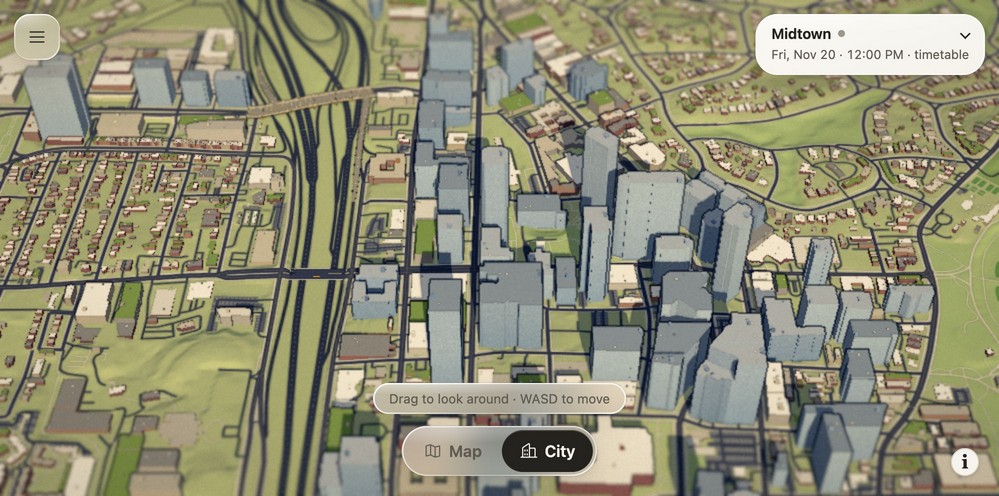 Midtown
Fri, Nov 20 · 12:00 PM · timetable
Drag to look around · WASD to move
Map
City
i